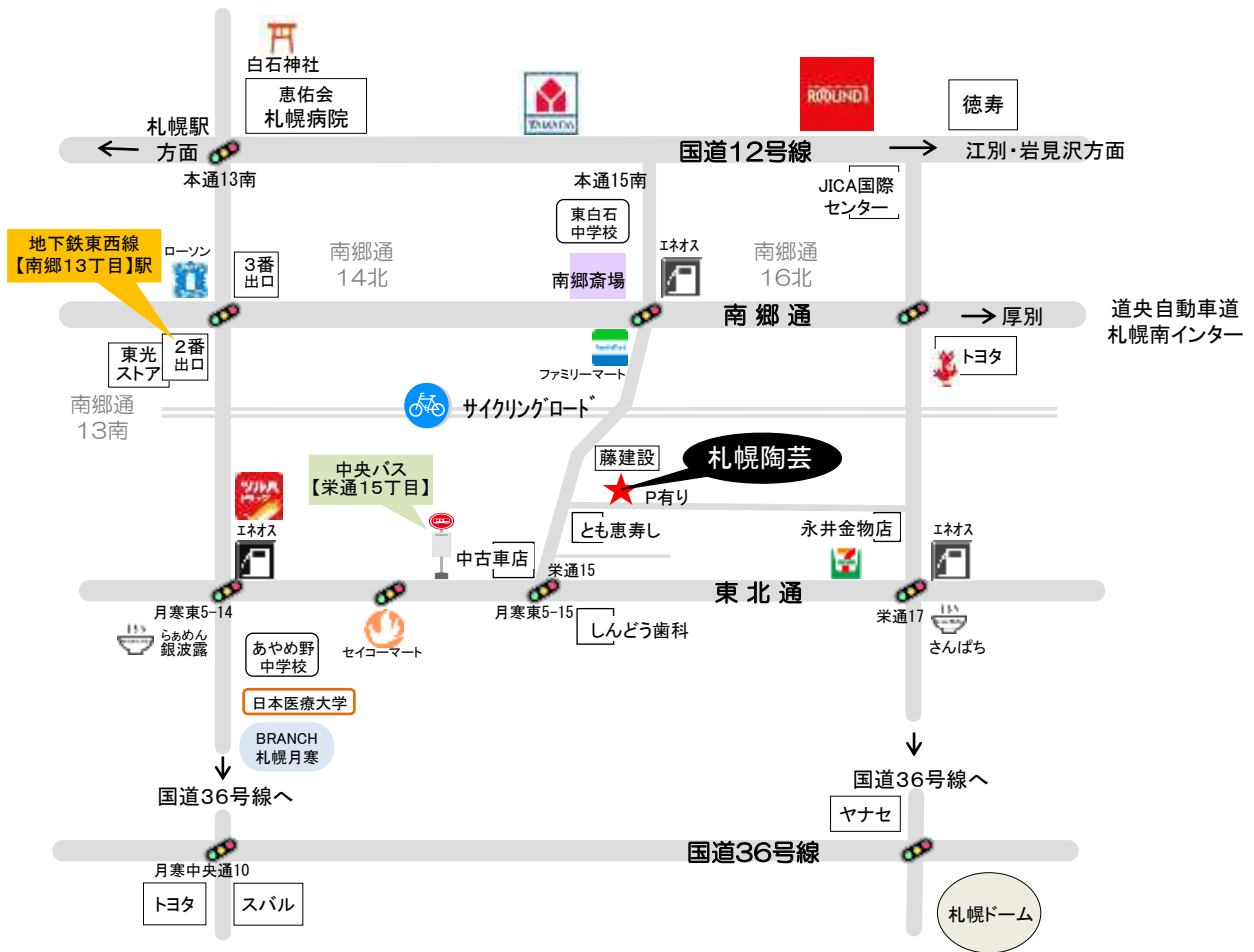 白石神社
恵佑会
札幌病院
YAMADA
ROUND1
徳寿
札幌駅
方面
国道12号線
江別・岩見沢方面
本通13南
本通15南
JICA国際
センター
東白石
中学校
地下鉄東西線
【南郷13丁目】駅
ローソン
3番
出口
南郷通
14北
南郷斎場
エネオス
南郷通
16北
南郷通
厚別
道央自動車道
札幌南インター
東光
ストア
2番
出口
FamilyMart
ファミリーマート
トヨタ
南郷通
13南
サイクリングロード
中央バス
【栄通15丁目】
藤建設
札幌陶芸
P有り
ツルハ
ドラッグ
エネオス
中古車店
とも恵寿し
永井金物店
エネオス
栄通15
東北通
月寒東5-14
月寒東5-15
栄通17
らぁめん
銀波露
あやめ野
中学校
セイコーマート
しんどう歯科
さんぱち
日本医療大学
BRANCH
札幌月寒
国道36号線へ
国道36号線へ
ヤナセ
国道36号線
月寒中央通10
トヨタ
スバル
札幌ドーム